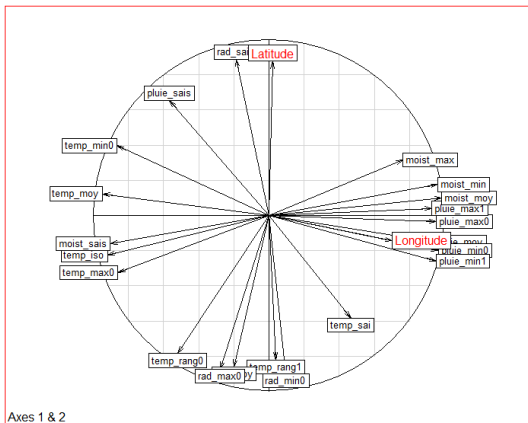 rad_sai
Latitude
pluie_sais
temp_min0
moist_max
moist_min
temp_moy
moist_moy
pluie_max1
pluie_max0
Longitude
moist_sais
pluie_min0
temp_iso
pluie_min1
temp_max0
temp_sai
temp_rang0
temp_rang1
rad_max0
rad_min0
Axes 1 & 2